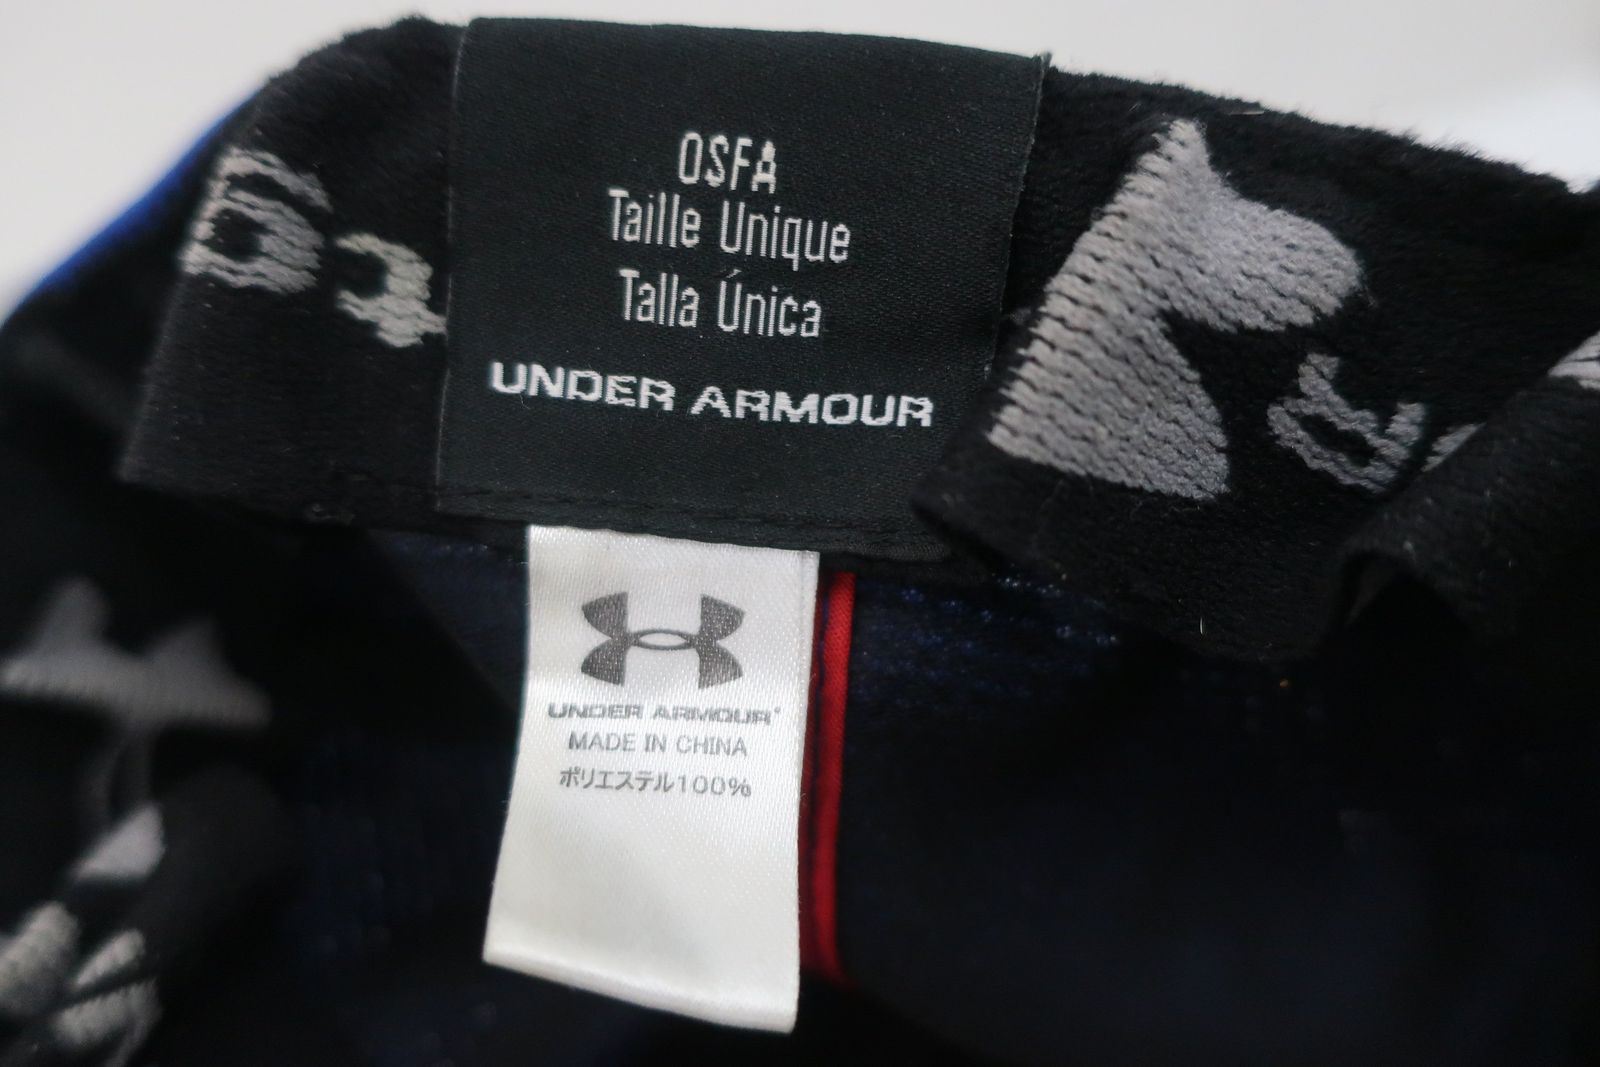 OSFA
Taille Unique
Talla Única
UNDER ARMOUR
UNDER ARMOUR
MADE IN CHINA
ポリエステル100%